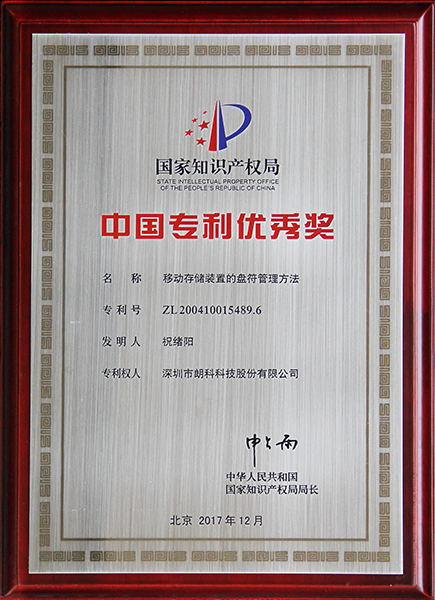 国家知识产权局
STATE INTELLECTUAL PROPERTY OFFICE
OF THE PEOPLE'S REPUBLIC OF CHINA
中国专利优秀奖
名 称 移动存储装置的盘符管理方法
专 利 号 ZL 200410015489.6
发 明 人 祝绪阳
专利权人 深圳市朗科科技股份有限公司
申长雨
中华人民共和国
国家知识产权局局长
北京 2017年12月